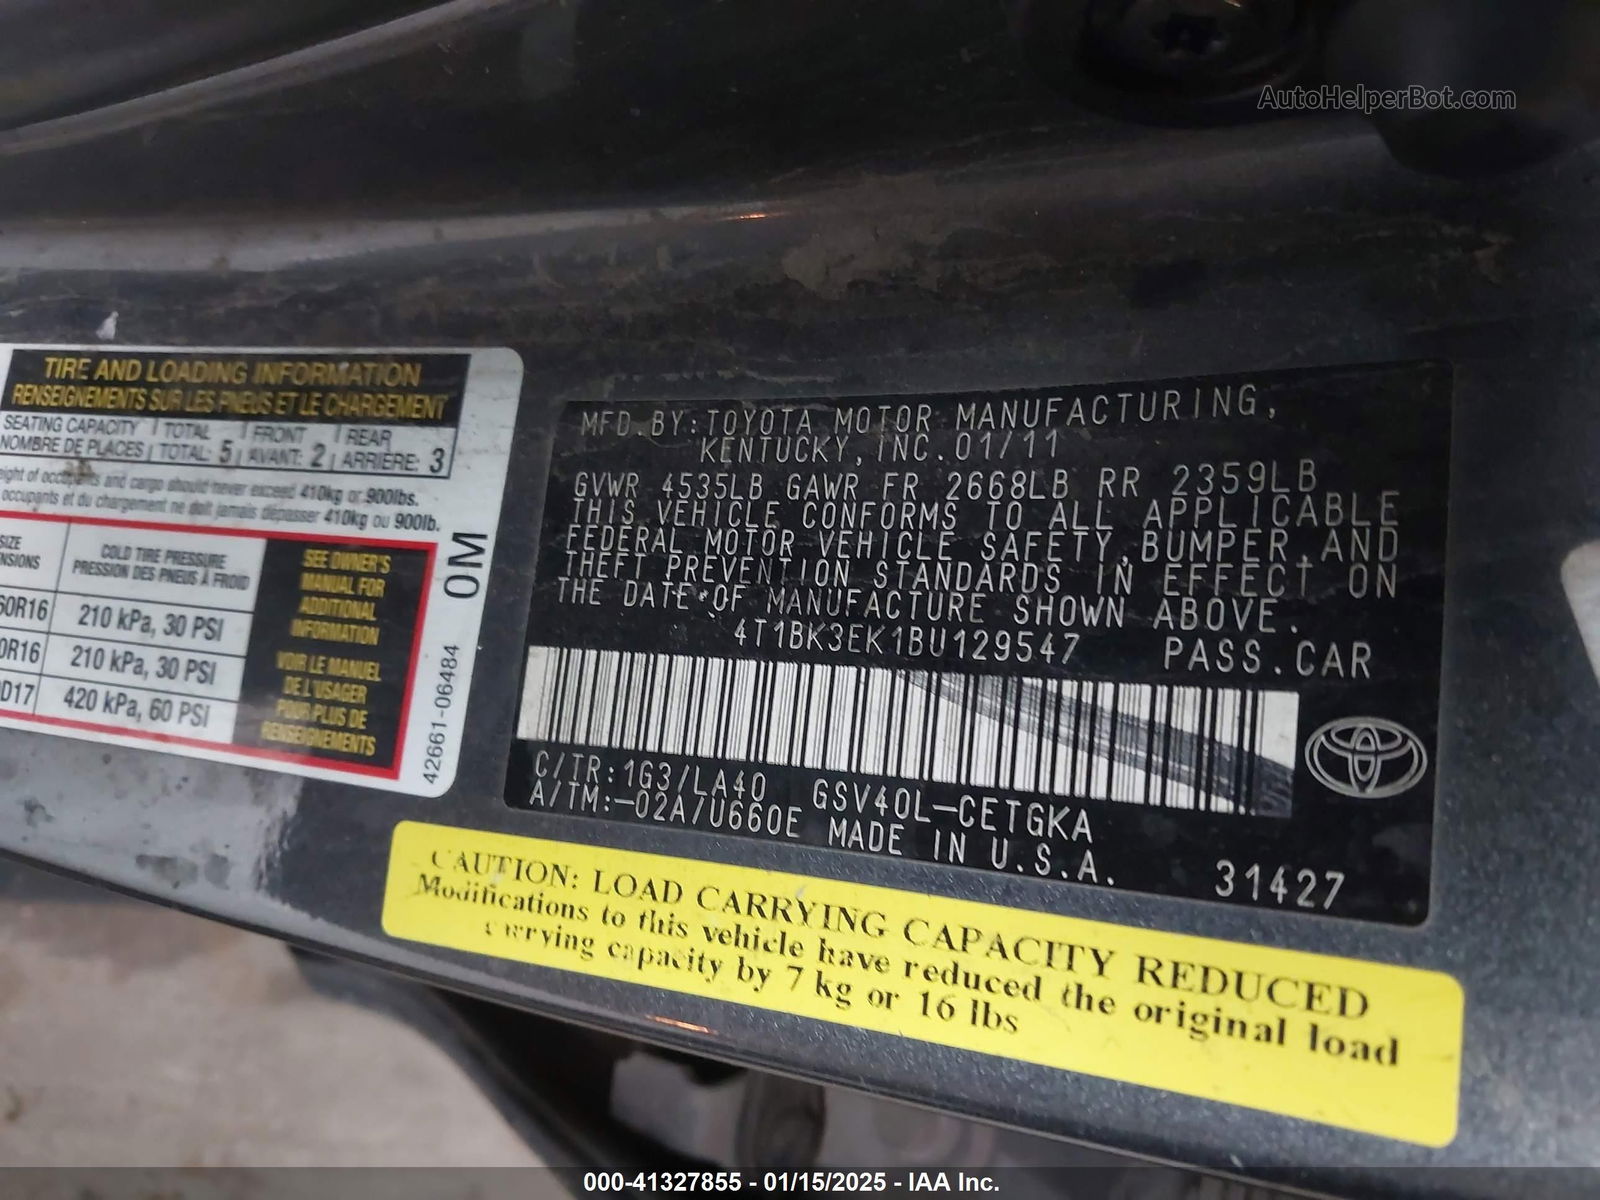 AutoHelperBot.com
TIRE AND LOADING INFORMATION
RENSEIGNEMENTS SUR LES PNEUS ET LE CHARGEMENT
SEATING CAPACITY | TOTAL | FRONT | REAR
NOMBRE DE PLACES | TOTAL: 5 | AVANT: 2 | ARRIÈRE: 3
of occupants and cargo should never exceed 410kg or 900lbs.
occupants et du chargement ne doit jamais dépasser 410kg ou 900lb.
SIZE
COLD TIRE PRESSURE
PRESSION DES PNEUS À FROID
60R16 210 kPa, 30 PSI
0R16 210 kPa, 30 PSI
D17 420 kPa, 60 PSI
SEE OWNER'S
MANUAL FOR
ADDITIONAL
INFORMATION
VOIR LE MANUEL
DE L'USAGER
POUR PLUS DE
RENSEIGNEMENTS
0M
42661-06484
MFD.BY:TOYOTA MOTOR MANUFACTURING,
KENTUCKY, INC. 01/11
GVWR 4535LB GAWR FR 2668LB RR 2359LB
THIS VEHICLE CONFORMS TO ALL APPLICABLE
FEDERAL MOTOR VEHICLE SAFETY, BUMPER, AND
THEFT PREVENTION STANDARDS IN EFFECT ON
THE DATE OF MANUFACTURE SHOWN ABOVE.
4T1BK3EK1BU129547 PASS.CAR
C/TR:1G3/LA40 GSV40L-CETGKA
A/TM:-02A/U660E MADE IN U.S.A.
31427
CAUTION: LOAD CARRYING CAPACITY REDUCED
Modifications to this vehicle have reduced the original load
carrying capacity by 7 kg or 16 lbs
000-41327855 - 01/15/2025 - IAA Inc.